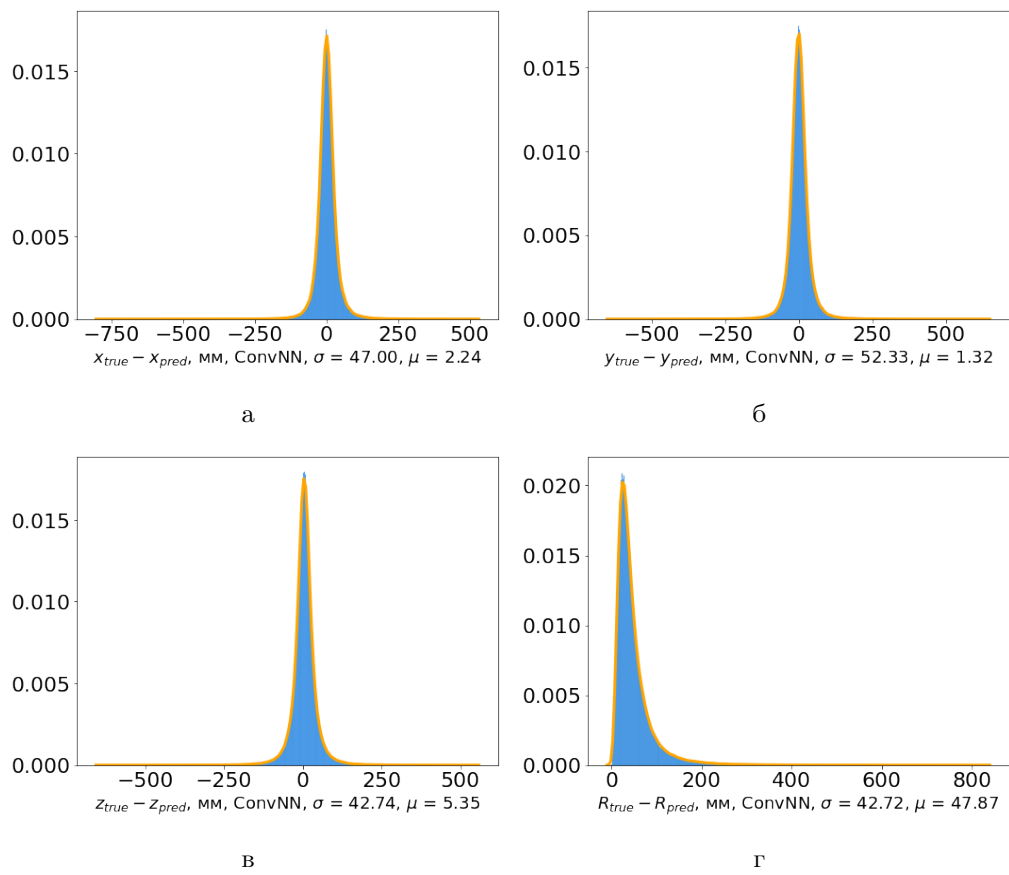 0.015
0.010
0.005
0.000
−750 −500 −250 0 250 500
x_true − x_pred, мм, ConvNN, σ = 47.00, μ = 2.24
а
0.015
0.010
0.005
0.000
−500 −250 0 250 500
y_true − y_pred, мм, ConvNN, σ = 52.33, μ = 1.32
б
0.015
0.010
0.005
0.000
−500 −250 0 250 500
z_true − z_pred, мм, ConvNN, σ = 42.74, μ = 5.35
в
0.020
0.015
0.010
0.005
0.000
0 200 400 600 800
R_true − R_pred, мм, ConvNN, σ = 42.72, μ = 47.87
г